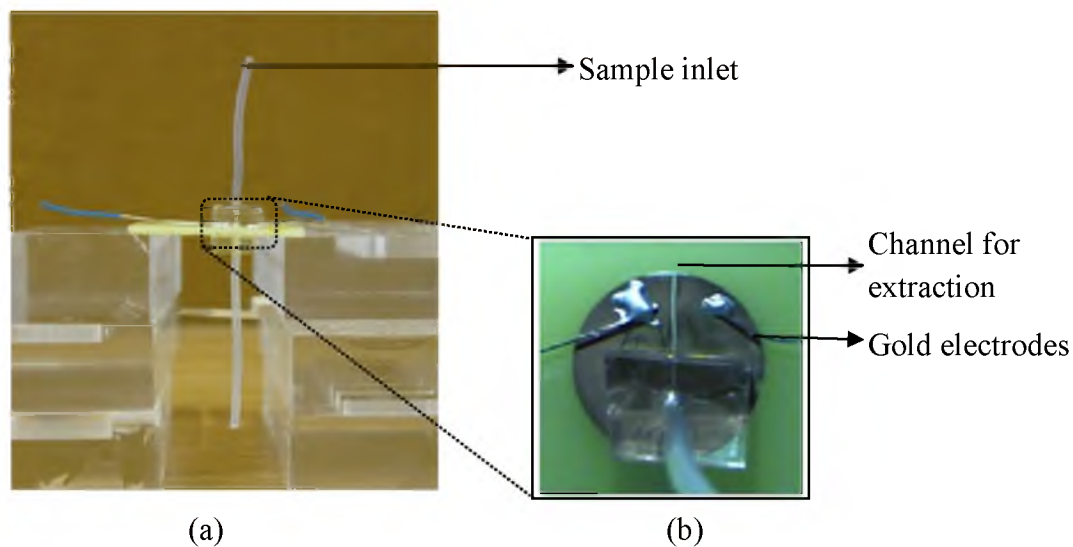 Sample inlet
Channel for
extraction
Gold electrodes
(a)
(b)